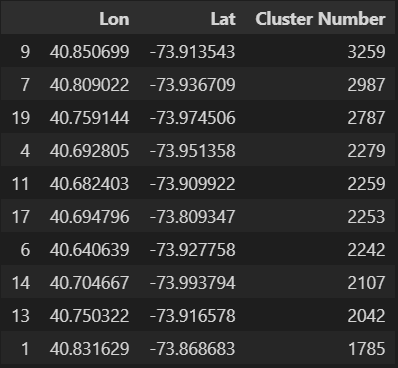 Lon Lat Cluster Number
9 40.850699 -73.913543 3259
7 40.809022 -73.936709 2987
19 40.759144 -73.974506 2787
4 40.692805 -73.951358 2279
11 40.682403 -73.909922 2259
17 40.694796 -73.809347 2253
6 40.640639 -73.927758 2242
14 40.704667 -73.993794 2107
13 40.750322 -73.916578 2042
1 40.831629 -73.868683 1785